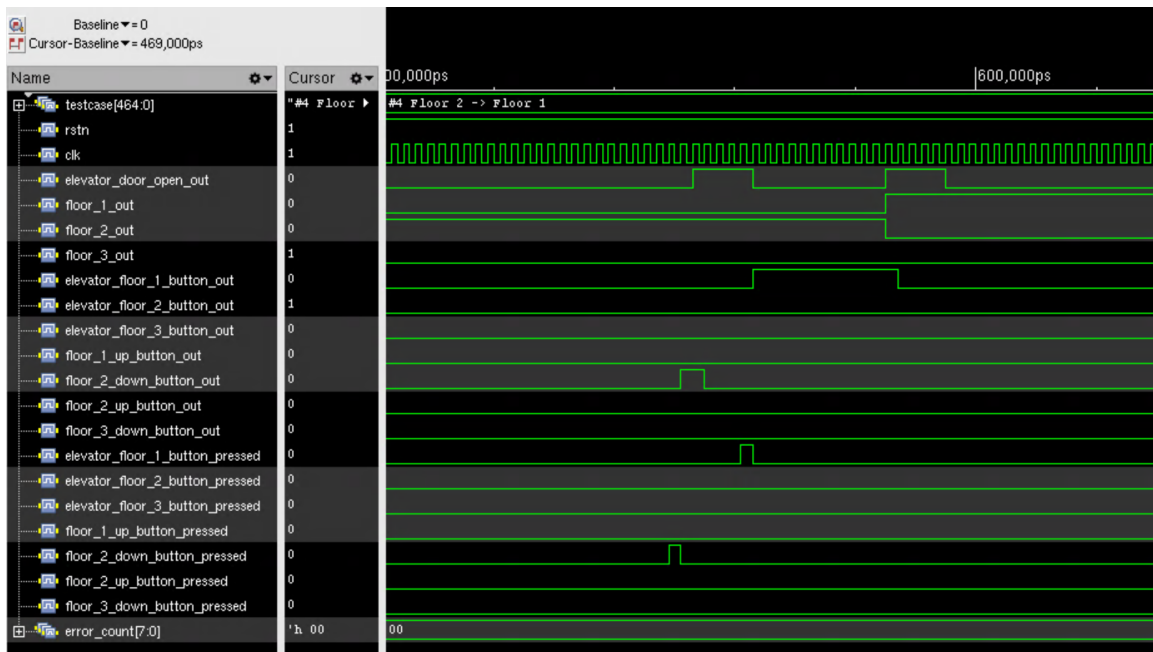 Baseline▼= 0
Cursor-Baseline▼= 469,000ps
Name Cursor 00,000ps 600,000ps
testcase[464:0] "#4 Floor #4 Floor 2 -> Floor 1
rstn 1
clk 1
elevator_door_open_out 0
floor_1_out 0
floor_2_out 0
floor_3_out 1
elevator_floor_1_button_out 0
elevator_floor_2_button_out 1
elevator_floor_3_button_out 0
floor_1_up_button_out 0
floor_2_down_button_out 0
floor_2_up_button_out 0
floor_3_down_button_out 0
elevator_floor_1_button_pressed 0
elevator_floor_2_button_pressed 0
elevator_floor_3_button_pressed 0
floor_1_up_button_pressed 0
floor_2_down_button_pressed 0
floor_2_up_button_pressed 0
floor_3_down_button_pressed 0
error_count[7:0] 'h 00 00